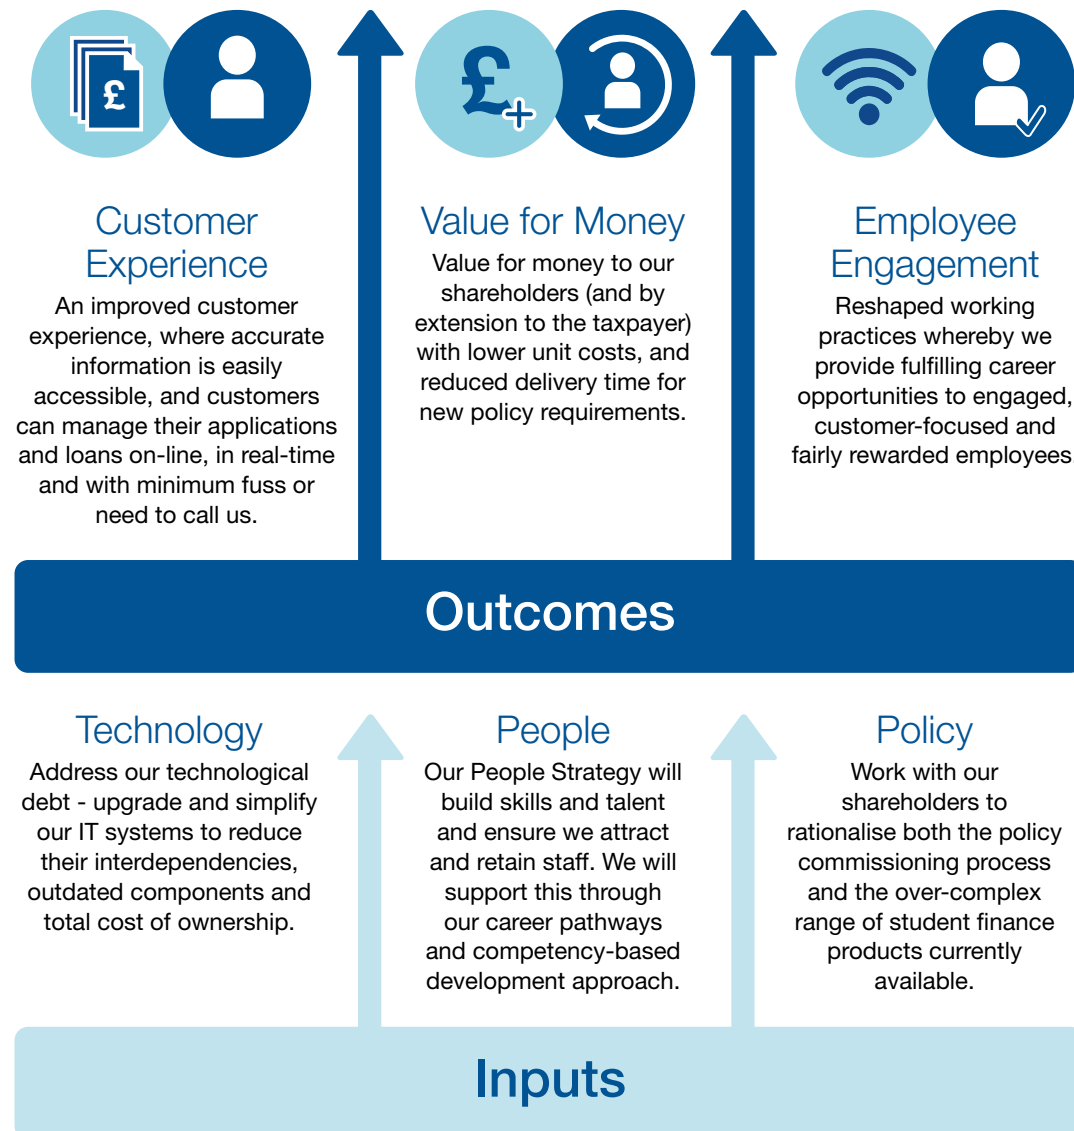 £
£+
Customer
Experience
An improved customer
experience, where accurate
information is easily
accessible, and customers
can manage their applications
and loans on-line, in real-time
and with minimum fuss or
need to call us.
Value for Money
Value for money to our
shareholders (and by
extension to the taxpayer)
with lower unit costs, and
reduced delivery time for
new policy requirements.
Employee
Engagement
Reshaped working
practices whereby we
provide fulfilling career
opportunities to engaged,
customer-focused and
fairly rewarded employees.
Outcomes
Technology
Address our technological
debt - upgrade and simplify
our IT systems to reduce
their interdependencies,
outdated components and
total cost of ownership.
People
Our People Strategy will
build skills and talent
and ensure we attract
and retain staff. We will
support this through
our career pathways
and competency-based
development approach.
Policy
Work with our
shareholders to
rationalise both the policy
commissioning process
and the over-complex
range of student finance
products currently
available.
Inputs